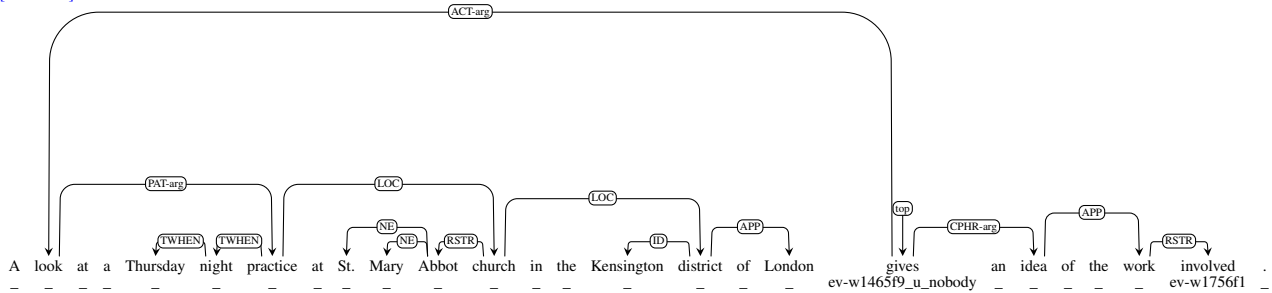 ACT-arg
top
PAT-arg LOC LOC APP
TWHEN TWHEN NE NE RSTR ID APP CPHR-arg RSTR
A look at a Thursday night practice at St. Mary Abbot church in the Kensington district of London gives an idea of the work involved .
_ _ _ _ _ _ _ _ _ _ _ _ _ _ _ _ _ _ ev-w1465f9_u_nobody _ _ _ _ _ ev-w1756f1 _